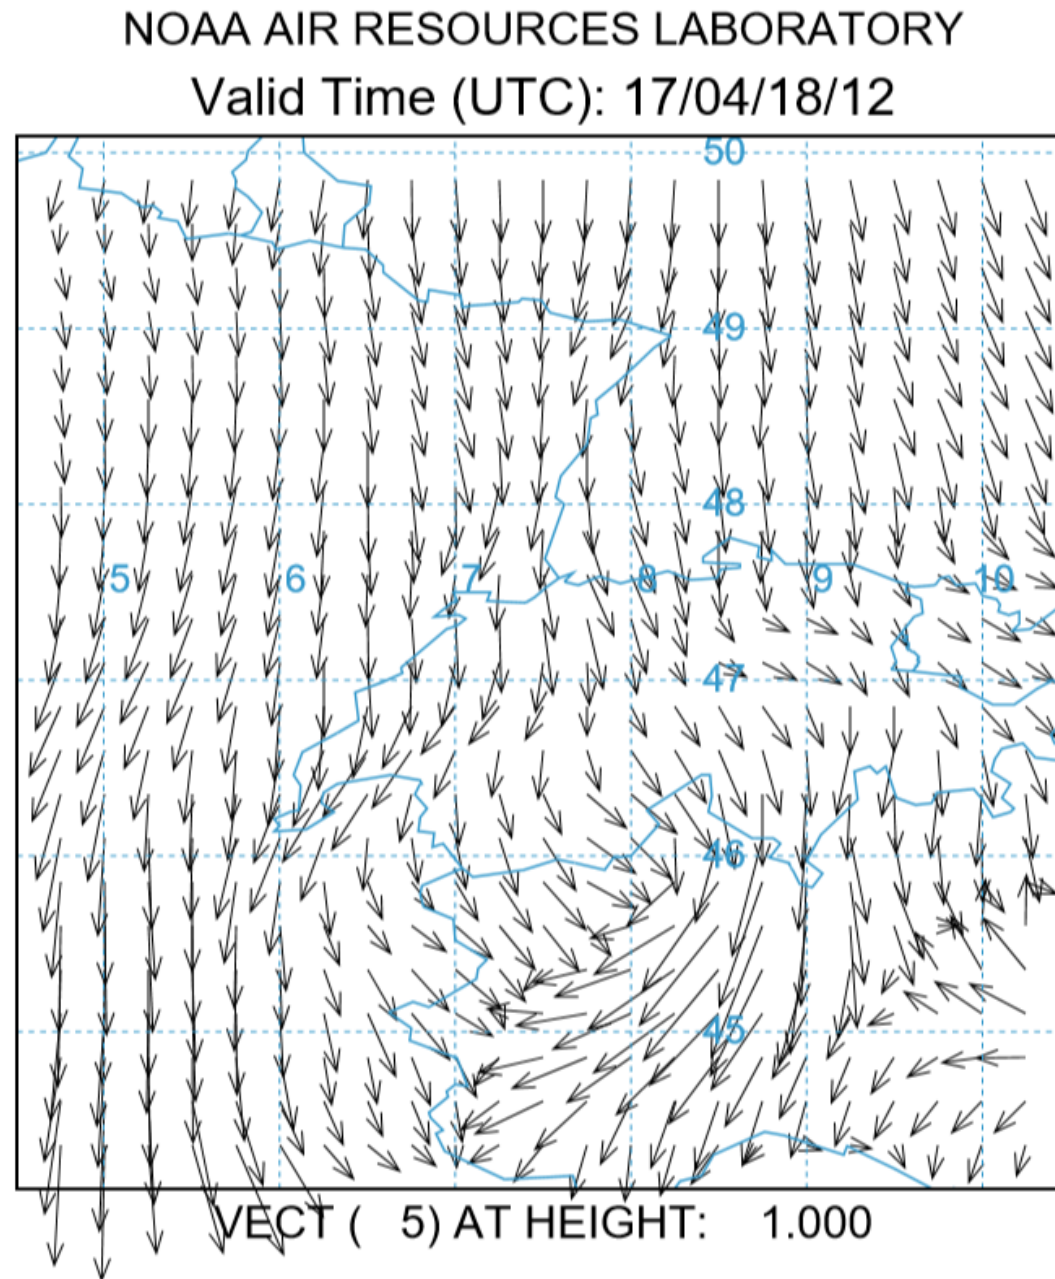 NOAA AIR RESOURCES LABORATORY
Valid Time (UTC): 17/04/18/12
50
49
48
5 6 7 8 9 10
47
46
45
VECT ( 5) AT HEIGHT: 1.000